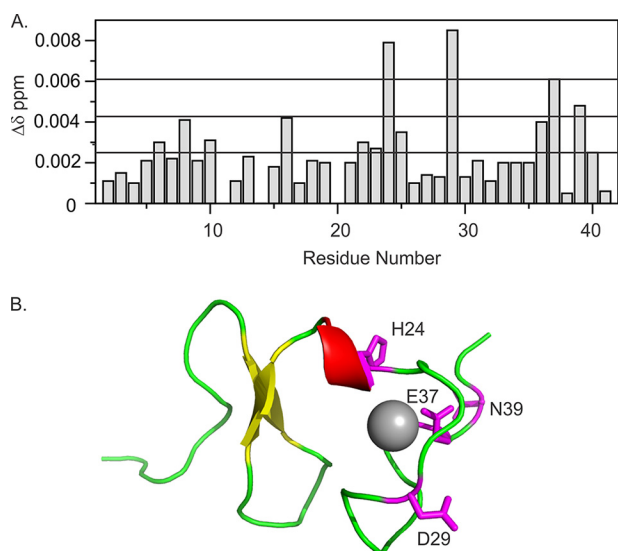 A.
0.008
0.006
0.004
0.002
0
Δδ ppm
10 20 30 40
Residue Number
B.
H24
E37
N39
D29